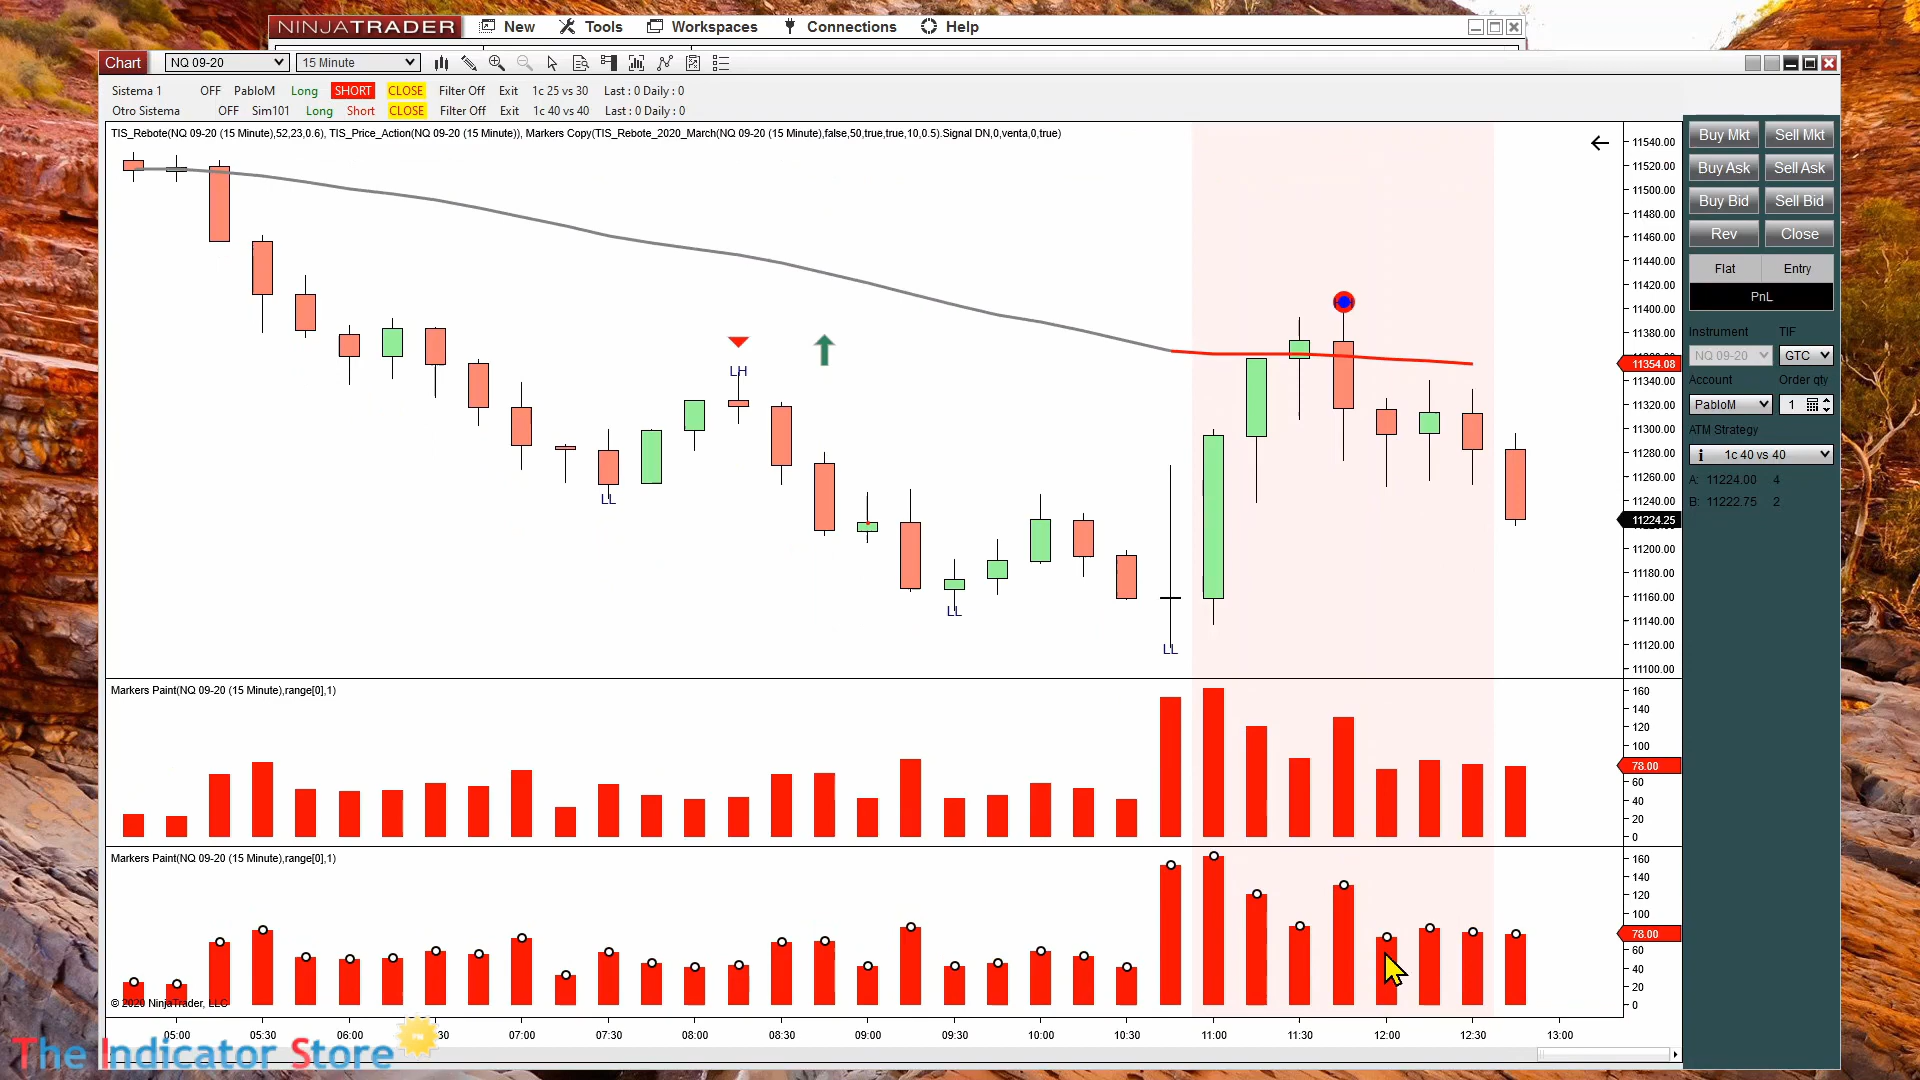 NINJATRADER New Tools Workspaces Connections Help
Chart NQ 09-20 15 Minute
Sistema 1 OFF PabloM Long SHORT CLOSE Filter Off Exit 1c 25 vs 30 Last : 0 Daily : 0
Otro Sistema OFF Sim101 Long Short CLOSE Filter Off Exit 1c 40 vs 40 Last : 0 Daily : 0
TIS_Rebote(NQ 09-20 (15 Minute),52,23,0.6), TIS_Price_Action(NQ 09-20 (15 Minute)), Markers Copy(TIS_Rebote_2020_March(NQ 09-20 (15 Minute),false,50,true,true,10,0.5).Signal DN,0,venta,0,true)
LH
LL
LL
LL
11540.00
11520.00
11500.00
11480.00
11460.00
11440.00
11420.00
11400.00
11380.00
11354.08
11340.00
11320.00
11300.00
11280.00
11260.00
11240.00
11224.25
11200.00
11180.00
11160.00
11140.00
11120.00
11100.00
Buy Mkt Sell Mkt
Buy Ask Sell Ask
Buy Bid Sell Bid
Rev Close
Flat Entry
PnL
Instrument TIF
NQ 09-20 GTC
Account Order qty
PabloM 1
ATM Strategy
i 1c 40 vs 40
A: 11224.00 4
B: 11222.75 2
Markers Paint(NQ 09-20 (15 Minute),range[0],1)
160
140
120
100
78.00
60
40
20
0
Markers Paint(NQ 09-20 (15 Minute),range[0],1)
160
140
120
100
78.00
60
40
20
0
© 2020 NinjaTrader, LLC
05:00 05:30 06:00 :30 07:00 07:30 08:00 08:30 09:00 09:30 10:00 10:30 11:00 11:30 12:00 12:30 13:00
The Indicator Store